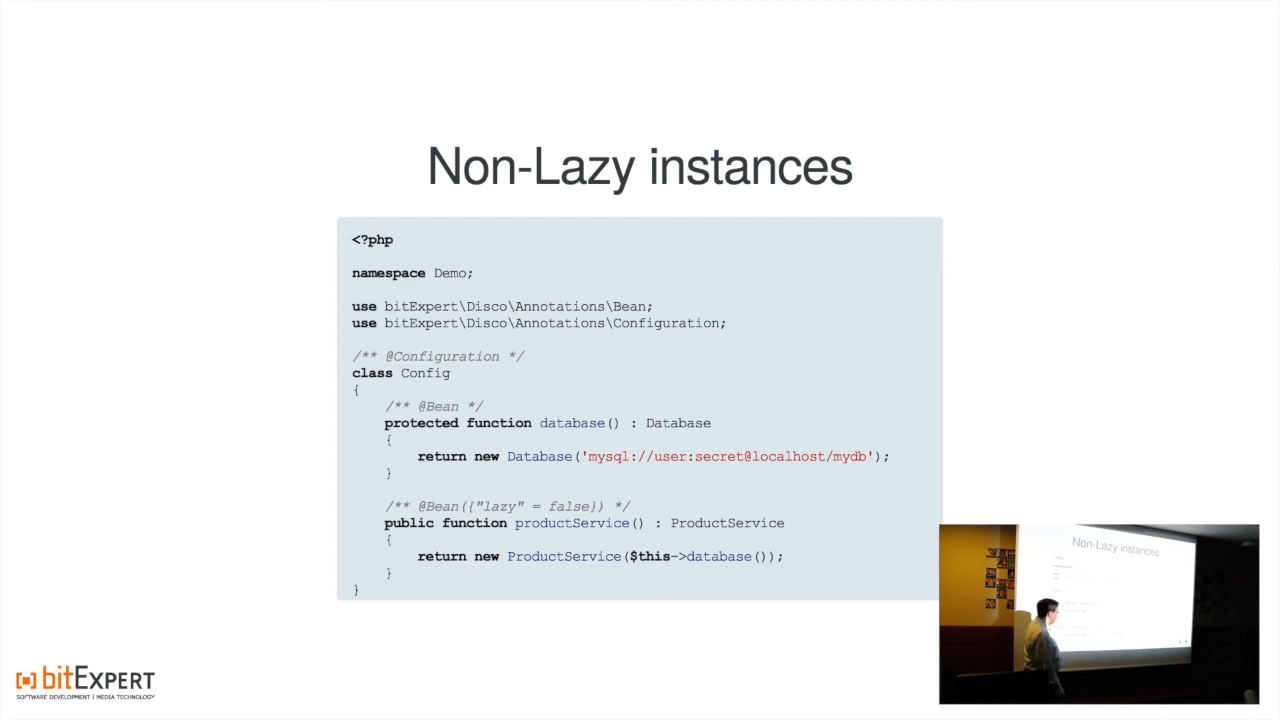 Non-Lazy instances
<?php
namespace Demo;
use bitExpert\Disco\Annotations\Bean;
use bitExpert\Disco\Annotations\Configuration;
/** @Configuration */
class Config
{
    /** @Bean */
    protected function database() : Database
    {
        return new Database('mysql://user:secret@localhost/mydb');
    }
    /** @Bean({"lazy" = false}) */
    public function productService() : ProductService
    {
        return new ProductService($this->database());
    }
}
Non-Lazy instances
bitExpert
SOFTWARE DEVELOPMENT | MEDIA TECHNOLOGY